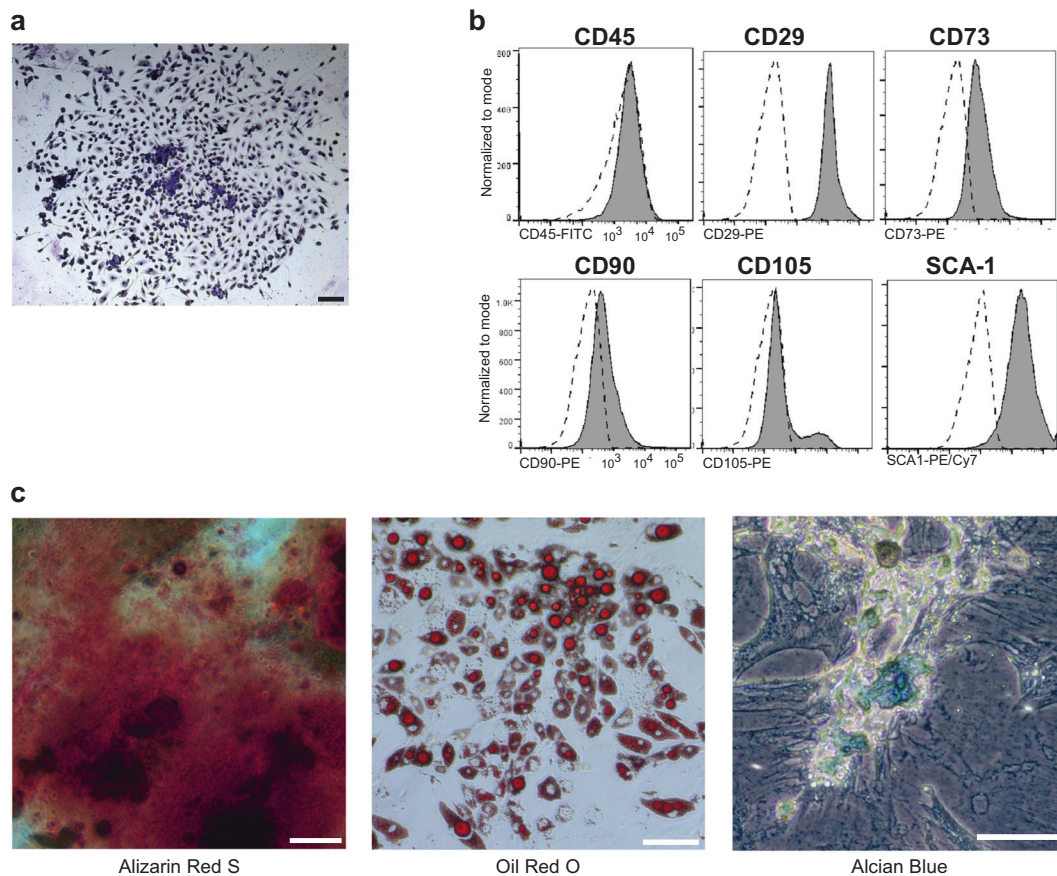 a
b
CD45
CD29
CD73
Normalized to mode
800
600
400
200
0
CD45-FITC 10³ 10⁴ 10⁵
CD29-PE
CD73-PE
CD90
CD105
SCA-1
Normalized to mode
1.0K
800
600
400
200
0
CD90-PE 10³ 10⁴ 10⁵
CD105-PE
SCA1-PE/Cy7
c
Alizarin Red S
Oil Red O
Alcian Blue